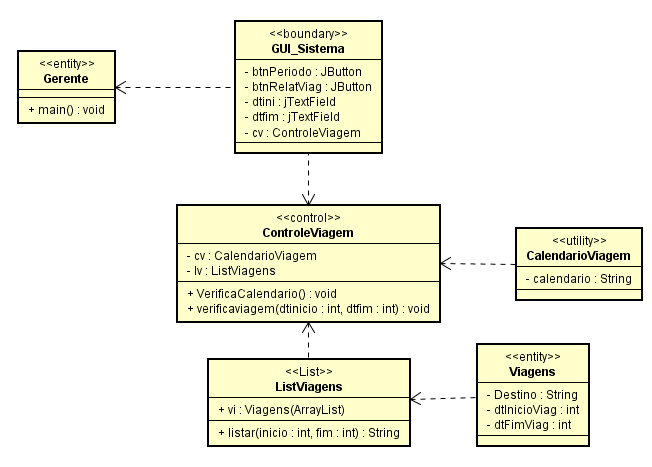 <<boundary>>
GUI_Sistema
- btnPeriodo : JButton
- btnRelatViag : JButton
- dtini : jTextField
- dtfim : jTextField
- cv : ControleViagem
<<entity>>
Gerente
+ main() : void
<<control>>
ControleViagem
- cv : CalendarioViagem
- lv : ListViagens
+ VerificaCalendario() : void
+ verificaviagem(dtinicio : int, dtfim : int) : void
<<utility>>
CalendarioViagem
- calendario : String
<<List>>
ListViagens
+ vi : Viagens(ArrayList)
+ listar(inicio : int, fim : int) : String
<<entity>>
Viagens
- Destino : String
- dtInicioViag : int
- dtFimViag : int